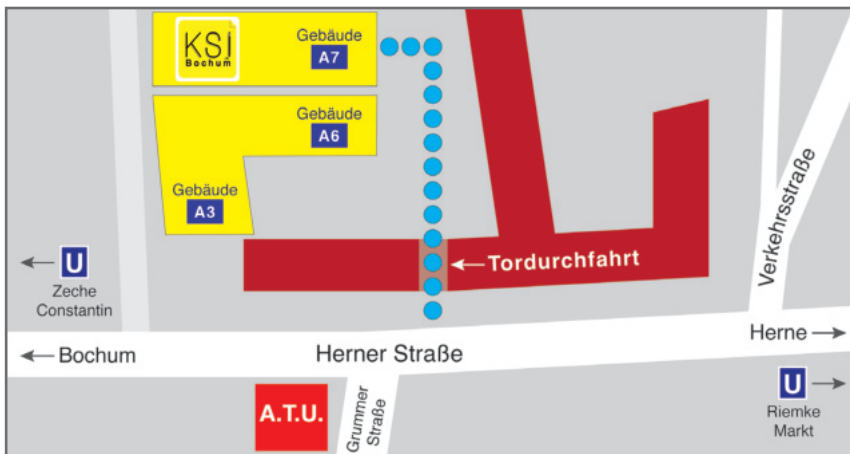 KSJ
Bochum
Gebäude
A7
Gebäude
A6
Gebäude
A3
Tordurchfahrt
Verkehrsstraße
U
Zeche
Constantin
Herne
Bochum
Herner Straße
A.T.U.
Grummer
Straße
U
Riemke
Markt